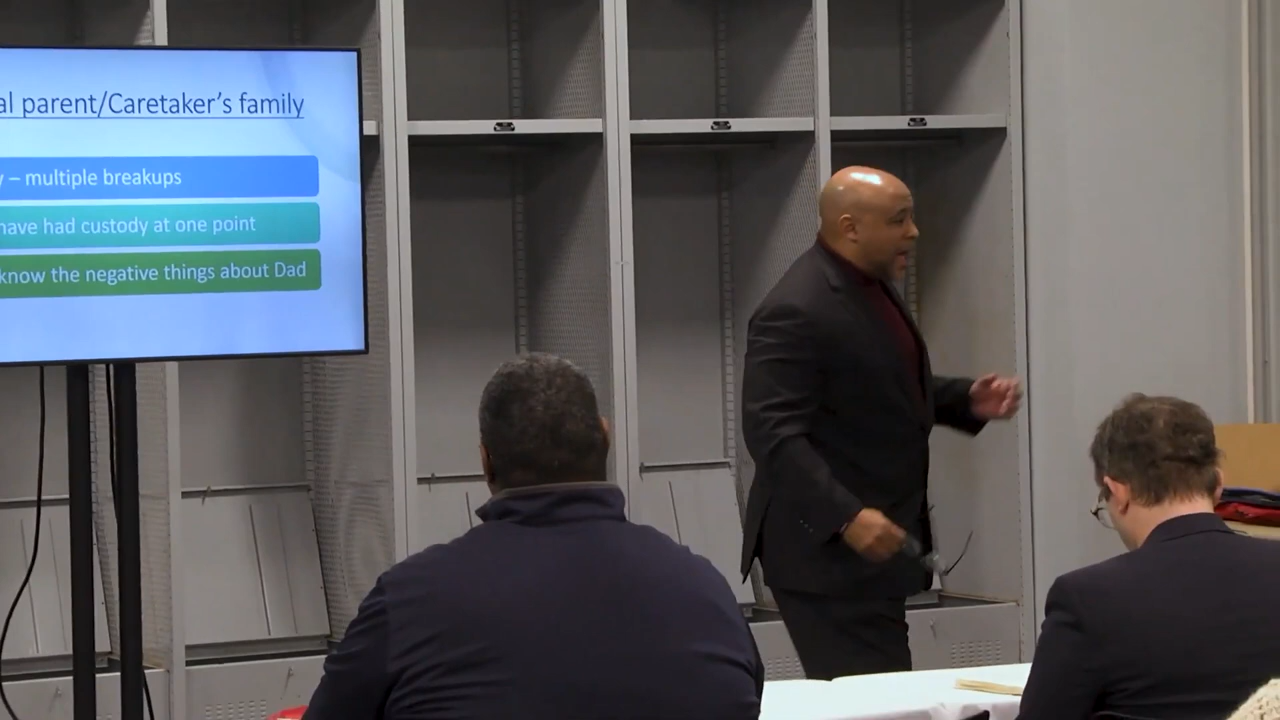 al parent/Caretaker's family
– multiple breakups
have had custody at one point
know the negative things about Dad